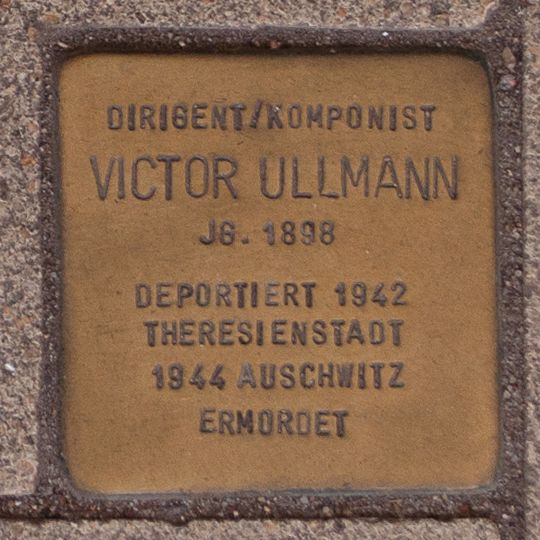 DIRIGENT/KOMPONIST
VICTOR ULLMANN
JG. 1898
DEPORTIERT 1942
THERESIENSTADT
1944 AUSCHWITZ
ERMORDET